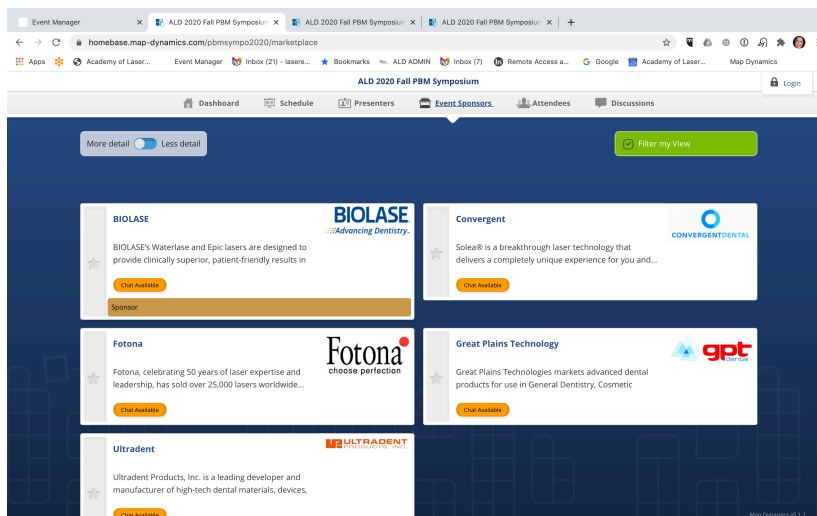 Event Manager
ALD 2020 Fall PBM Symposium
ALD 2020 Fall PBM Symposium
ALD 2020 Fall PBM Symposium
homebase.map-dynamics.com/pbmsympo2020/marketplace
Apps
Academy of Laser...
Event Manager
Inbox (21) – lasere...
Bookmarks
ALD ADMIN
Inbox (7)
Remote Access a...
Google
Academy of Laser...
Map Dynamics
ALD 2020 Fall PBM Symposium
Login
Dashboard
Schedule
Presenters
Event Sponsors
Attendees
Discussions
More detail
Less detail
Filter my View
BIOLASE
BIOLASE
Advancing Dentistry
BIOLASE's Waterlase and Epic lasers are designed to
provide clinically superior, patient-friendly results in
Chat Available
Sponsor
Convergent
CONVERGENTDENTAL
Solea® is a breakthrough laser technology that
delivers a completely unique experience for you and...
Chat Available
Fotona
Fotona
choose perfection
Fotona, celebrating 50 years of laser expertise and
leadership, has sold over 25,000 lasers worldwide...
Chat Available
Great Plains Technology
gpt
dental
Great Plains Technologies markets advanced dental
products for use in General Dentistry, Cosmetic
Chat Available
Ultradent
ULTRADENT
PRODUCTS, INC
Ultradent Products, Inc. is a leading developer and
manufacturer of high-tech dental materials, devices,
Chat Available
Map Dynamics v5.1.1